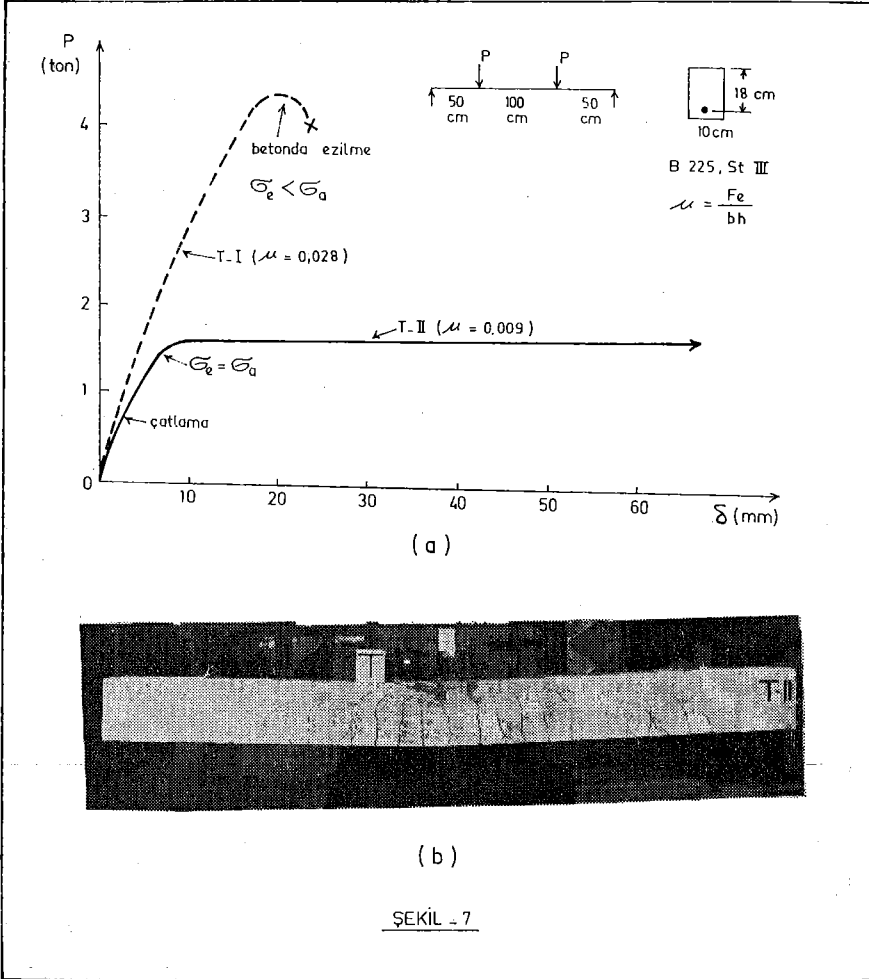 P
(ton)
P P
50 cm 100 cm 50 cm
18 cm
10cm
B 225, St III
μ = Fe / bh
4
3
2
1
0
betonda ezilme
σe < σa
T-I (μ = 0,028)
T-II (μ = 0,009)
σe = σa
çatlama
10 20 30 40 50 60
δ (mm)
(a)
T
T-II
(b)
ŞEKİL - 7